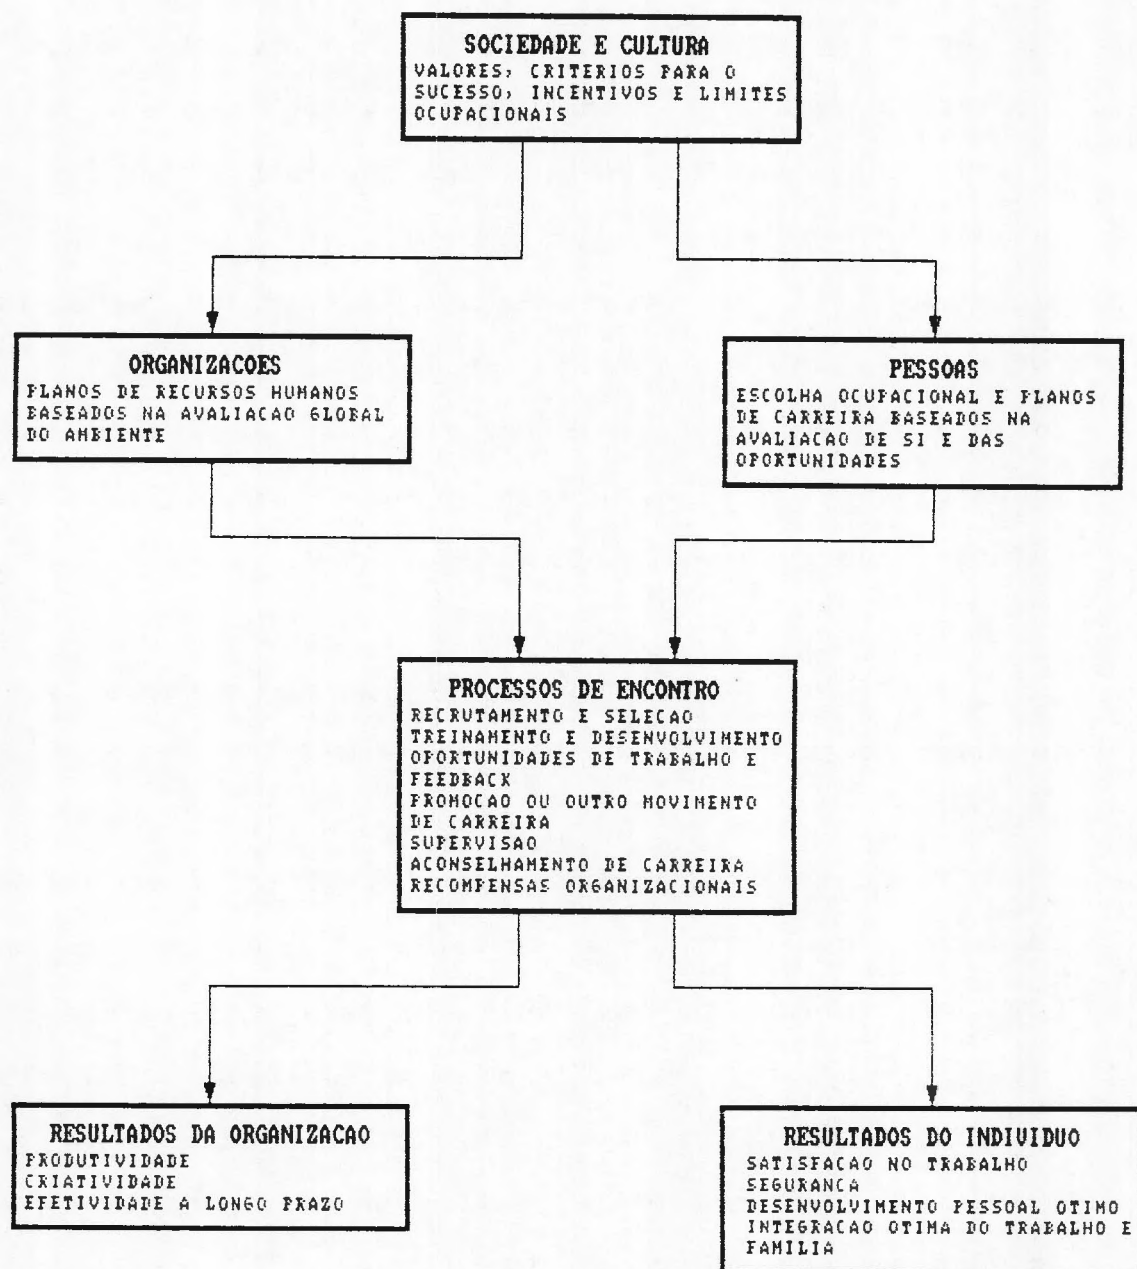 SOCIEDADE E CULTURA
VALORES, CRITERIOS PARA O
SUCESSO, INCENTIVOS E LIMITES
OCUPACIONAIS
ORGANIZACOES
PLANOS DE RECURSOS HUMANOS
BASEADOS NA AVALIACAO GLOBAL
DO AMBIENTE
PESSOAS
ESCOLHA OCUPACIONAL E PLANOS
DE CARREIRA BASEADOS NA
AVALIACAO DE SI E DAS
OPORTUNIDADES
PROCESSOS DE ENCONTRO
RECRUTAMENTO E SELECAO
TREINAMENTO E DESENVOLVIMENTO
OPORTUNIDADES DE TRABALHO E
FEEDBACK
PROMOCAO OU OUTRO MOVIMENTO
DE CARREIRA
SUPERVISAO
ACONSELHAMENTO DE CARREIRA
RECOMPENSAS ORGANIZACIONAIS
RESULTADOS DA ORGANIZACAO
PRODUTIVIDADE
CRIATIVIDADE
EFETIVIDADE A LONGO PRAZO
RESULTADOS DO INDIVIDUO
SATISFACAO NO TRABALHO
SEGURANCA
DESENVOLVIMENTO PESSOAL OTIMO
INTEGRACAO OTIMA DO TRABALHO E
FAMILIA